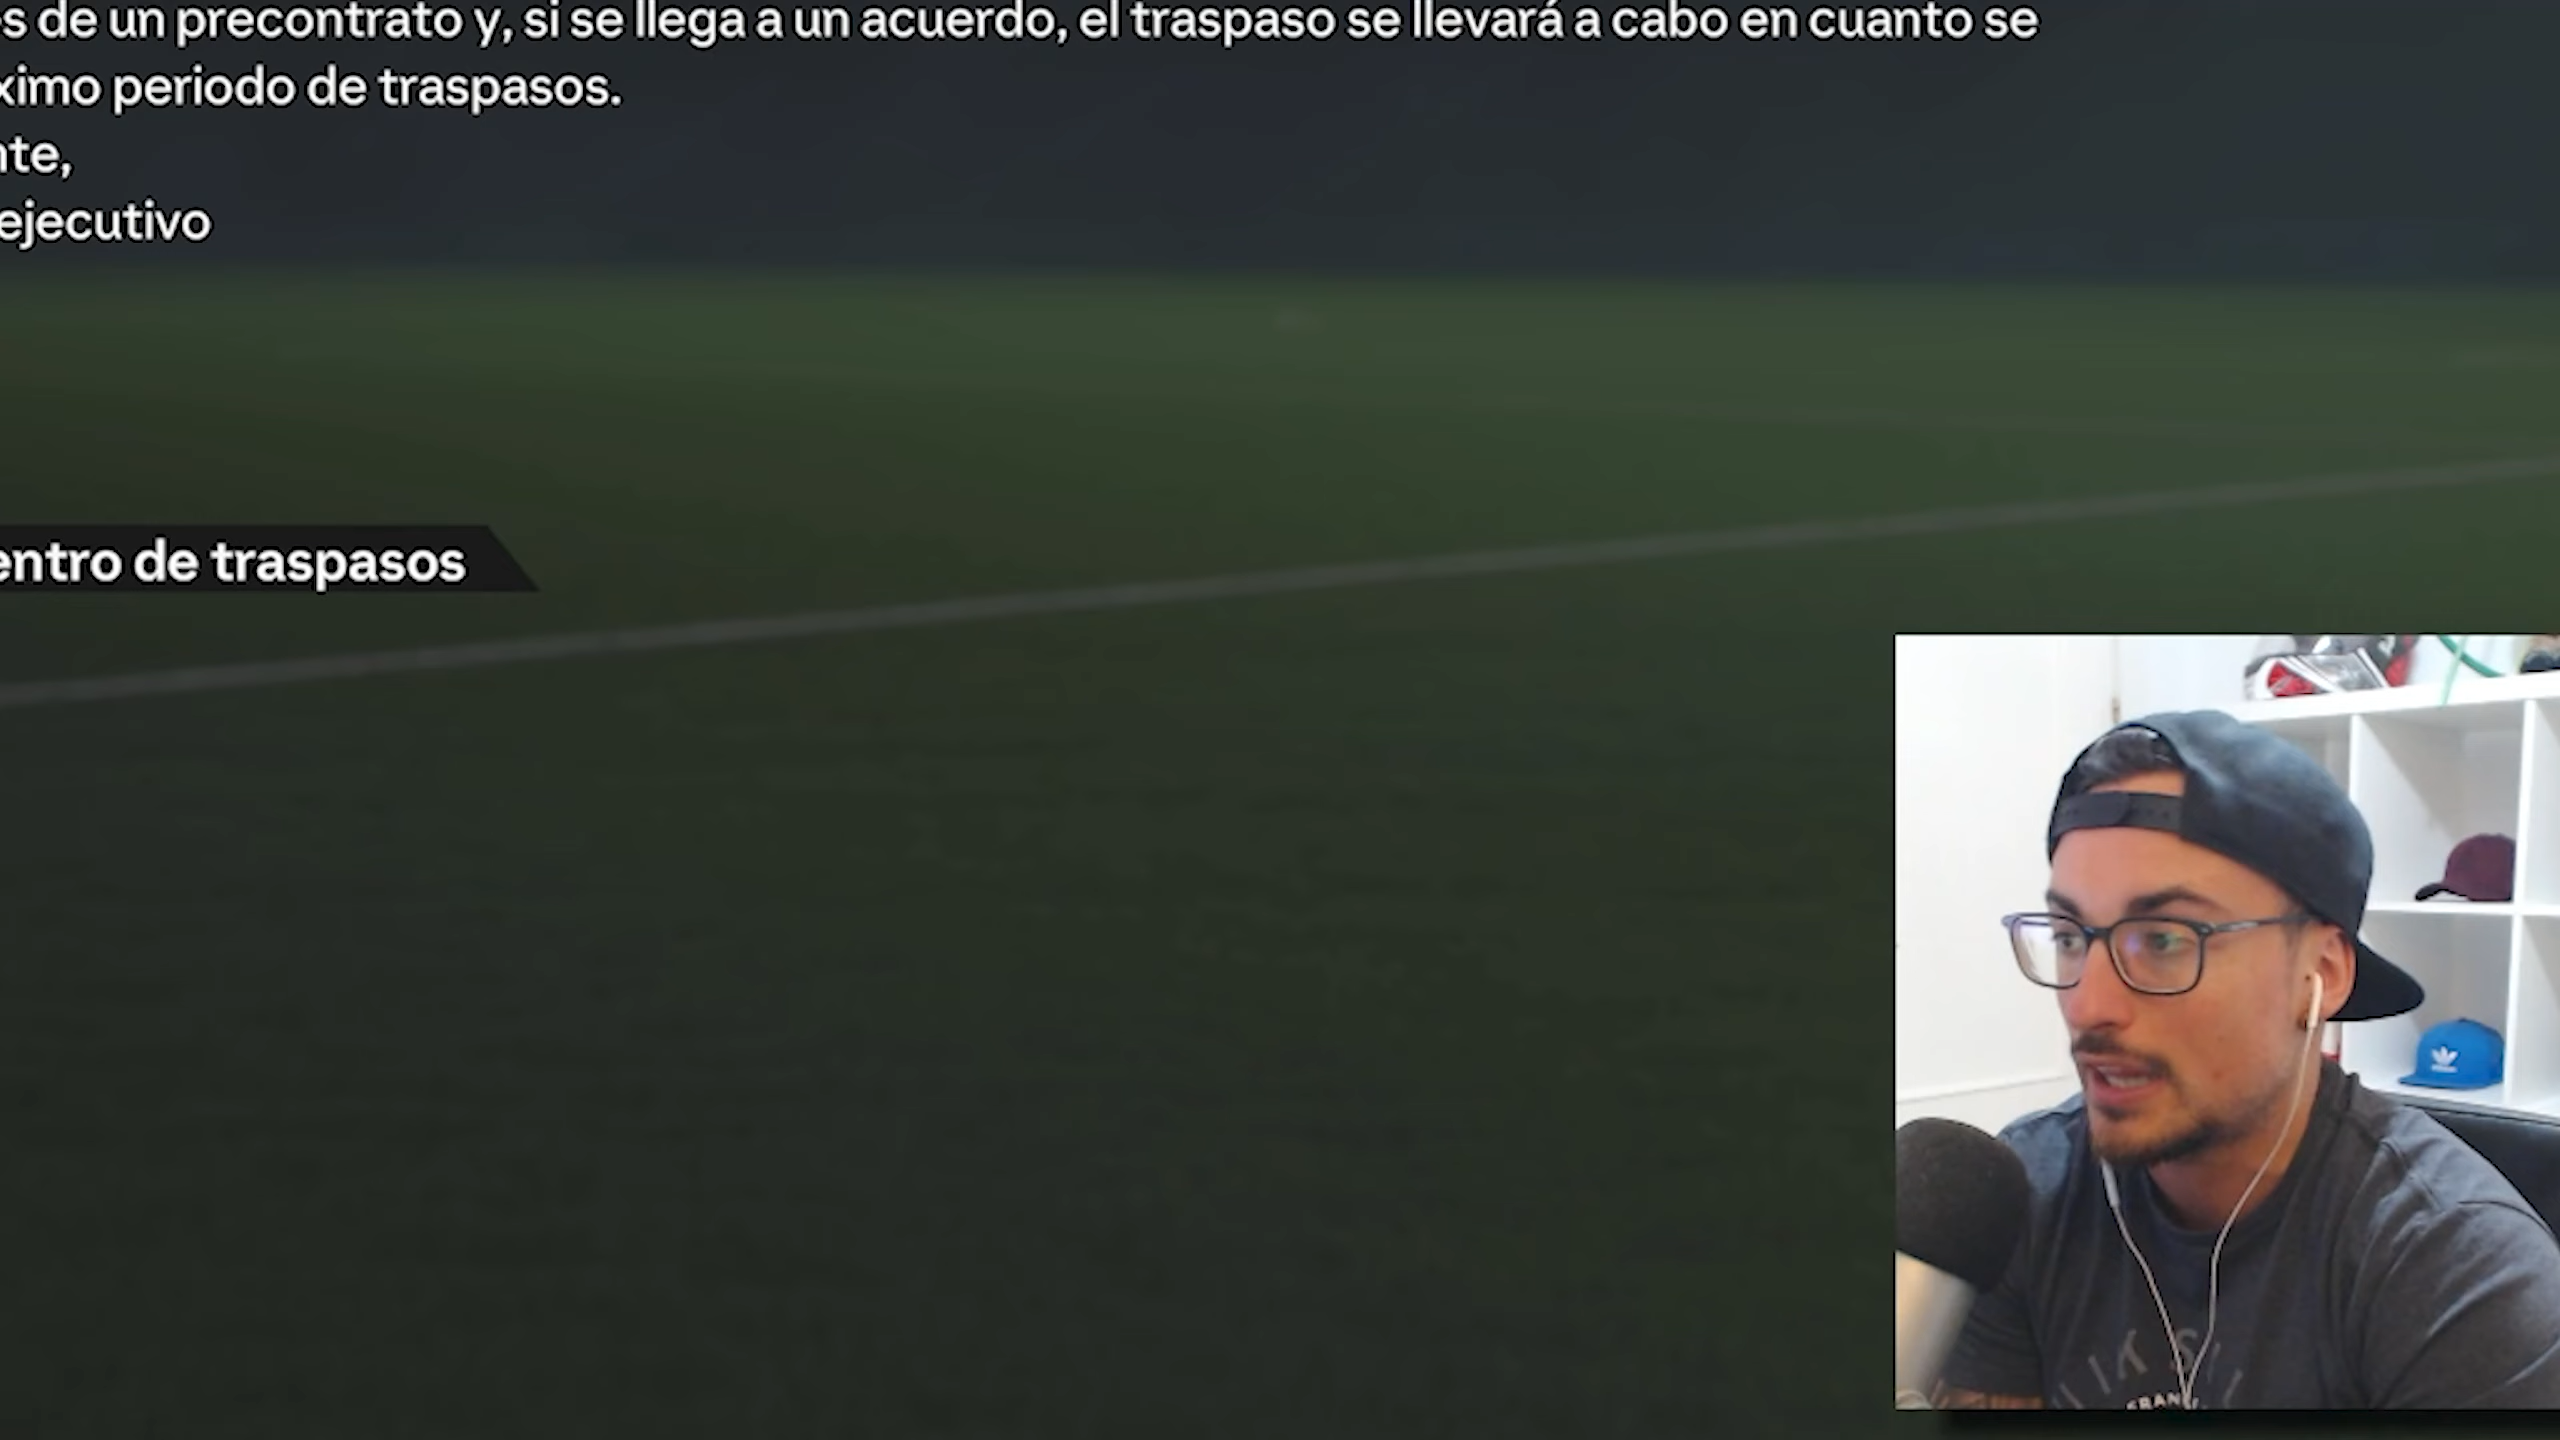 s de un precontrato y, si se llega a un acuerdo, el traspaso se llevará a cabo en cuanto se
ximo periodo de traspasos.
nte,
ejecutivo
entro de traspasos